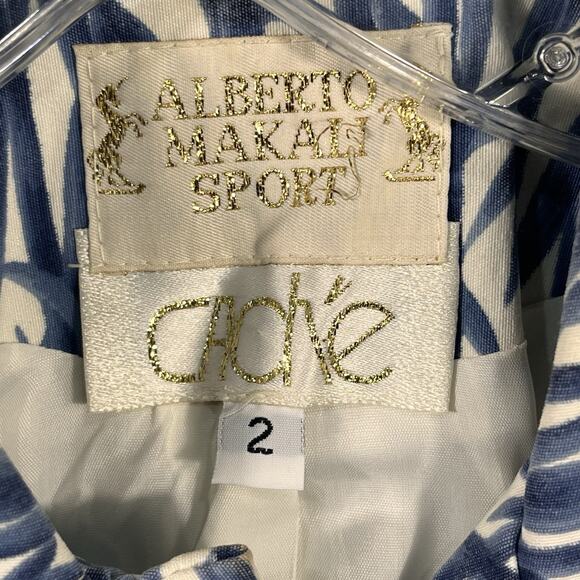 ALBERTO
MAKALI
SPORT
CAChé
2